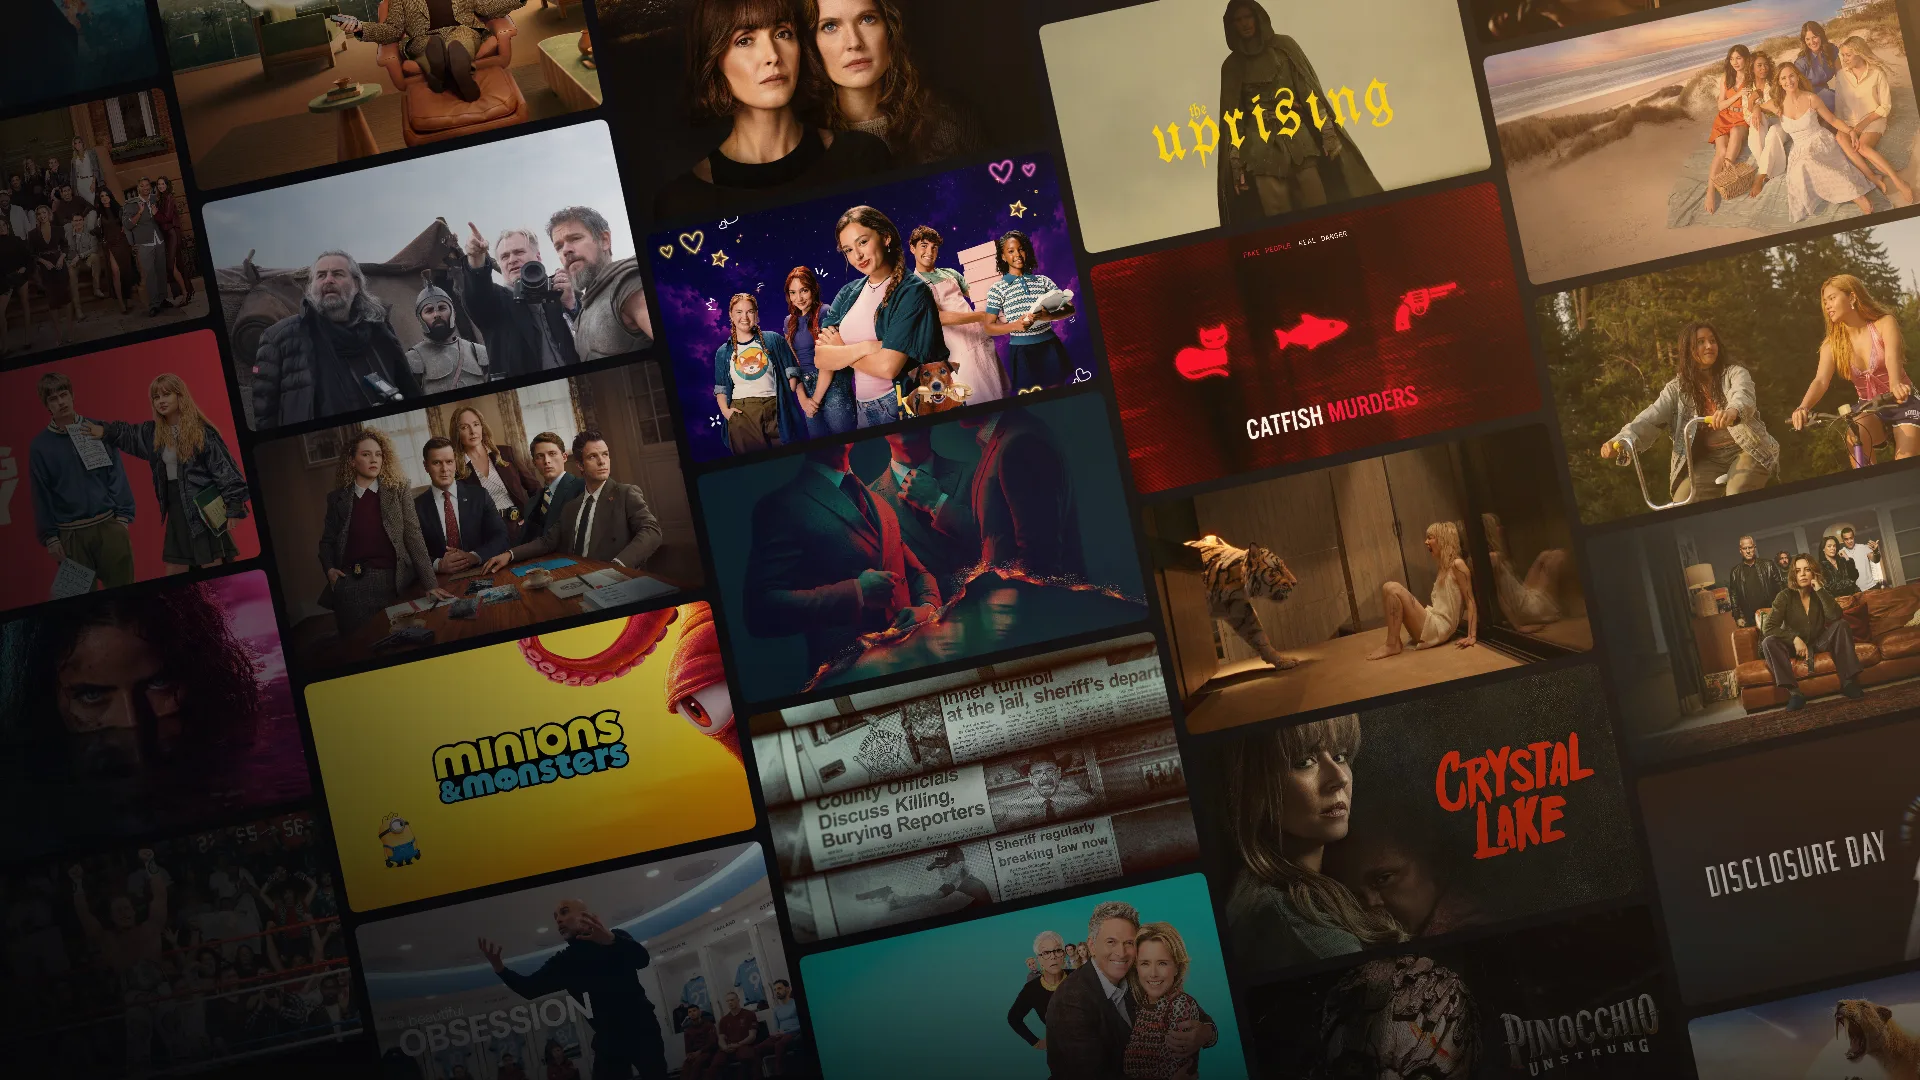 the
uprising
FAKE PEOPLE REAL DANGER
CATFISH MURDERS
minions
&monsters
inner turmoil
at the jail, sheriff's depart
County Officials
Discuss Killing,
Burying Reporters
Sheriff regularly
breaking law now
CRYSTAL
LAKE
DISCLOSURE DAY
beautiful
OBSESSION
PINOCCHIO
UNSTRUNG